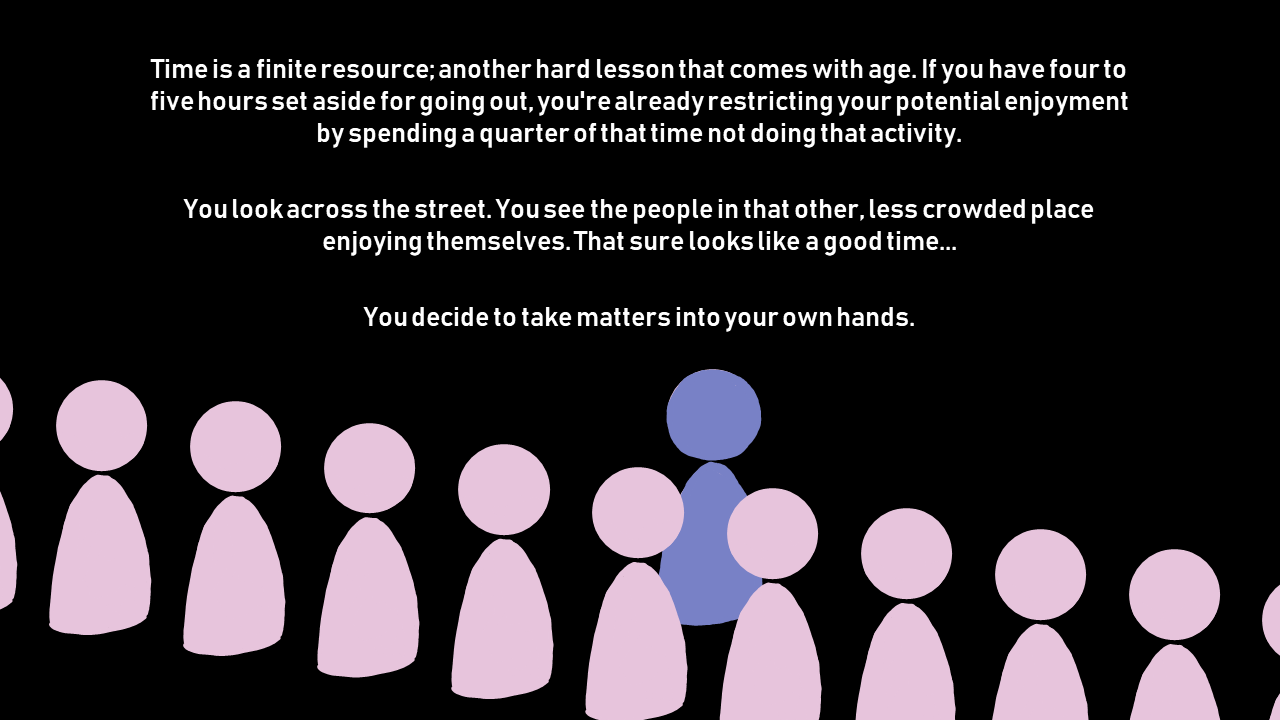 Time is a finite resource; another hard lesson that comes with age. If you have four to
five hours set aside for going out, you're already restricting your potential enjoyment
by spending a quarter of that time not doing that activity.
You look across the street. You see the people in that other, less crowded place
enjoying themselves. That sure looks like a good time...
You decide to take matters into your own hands.